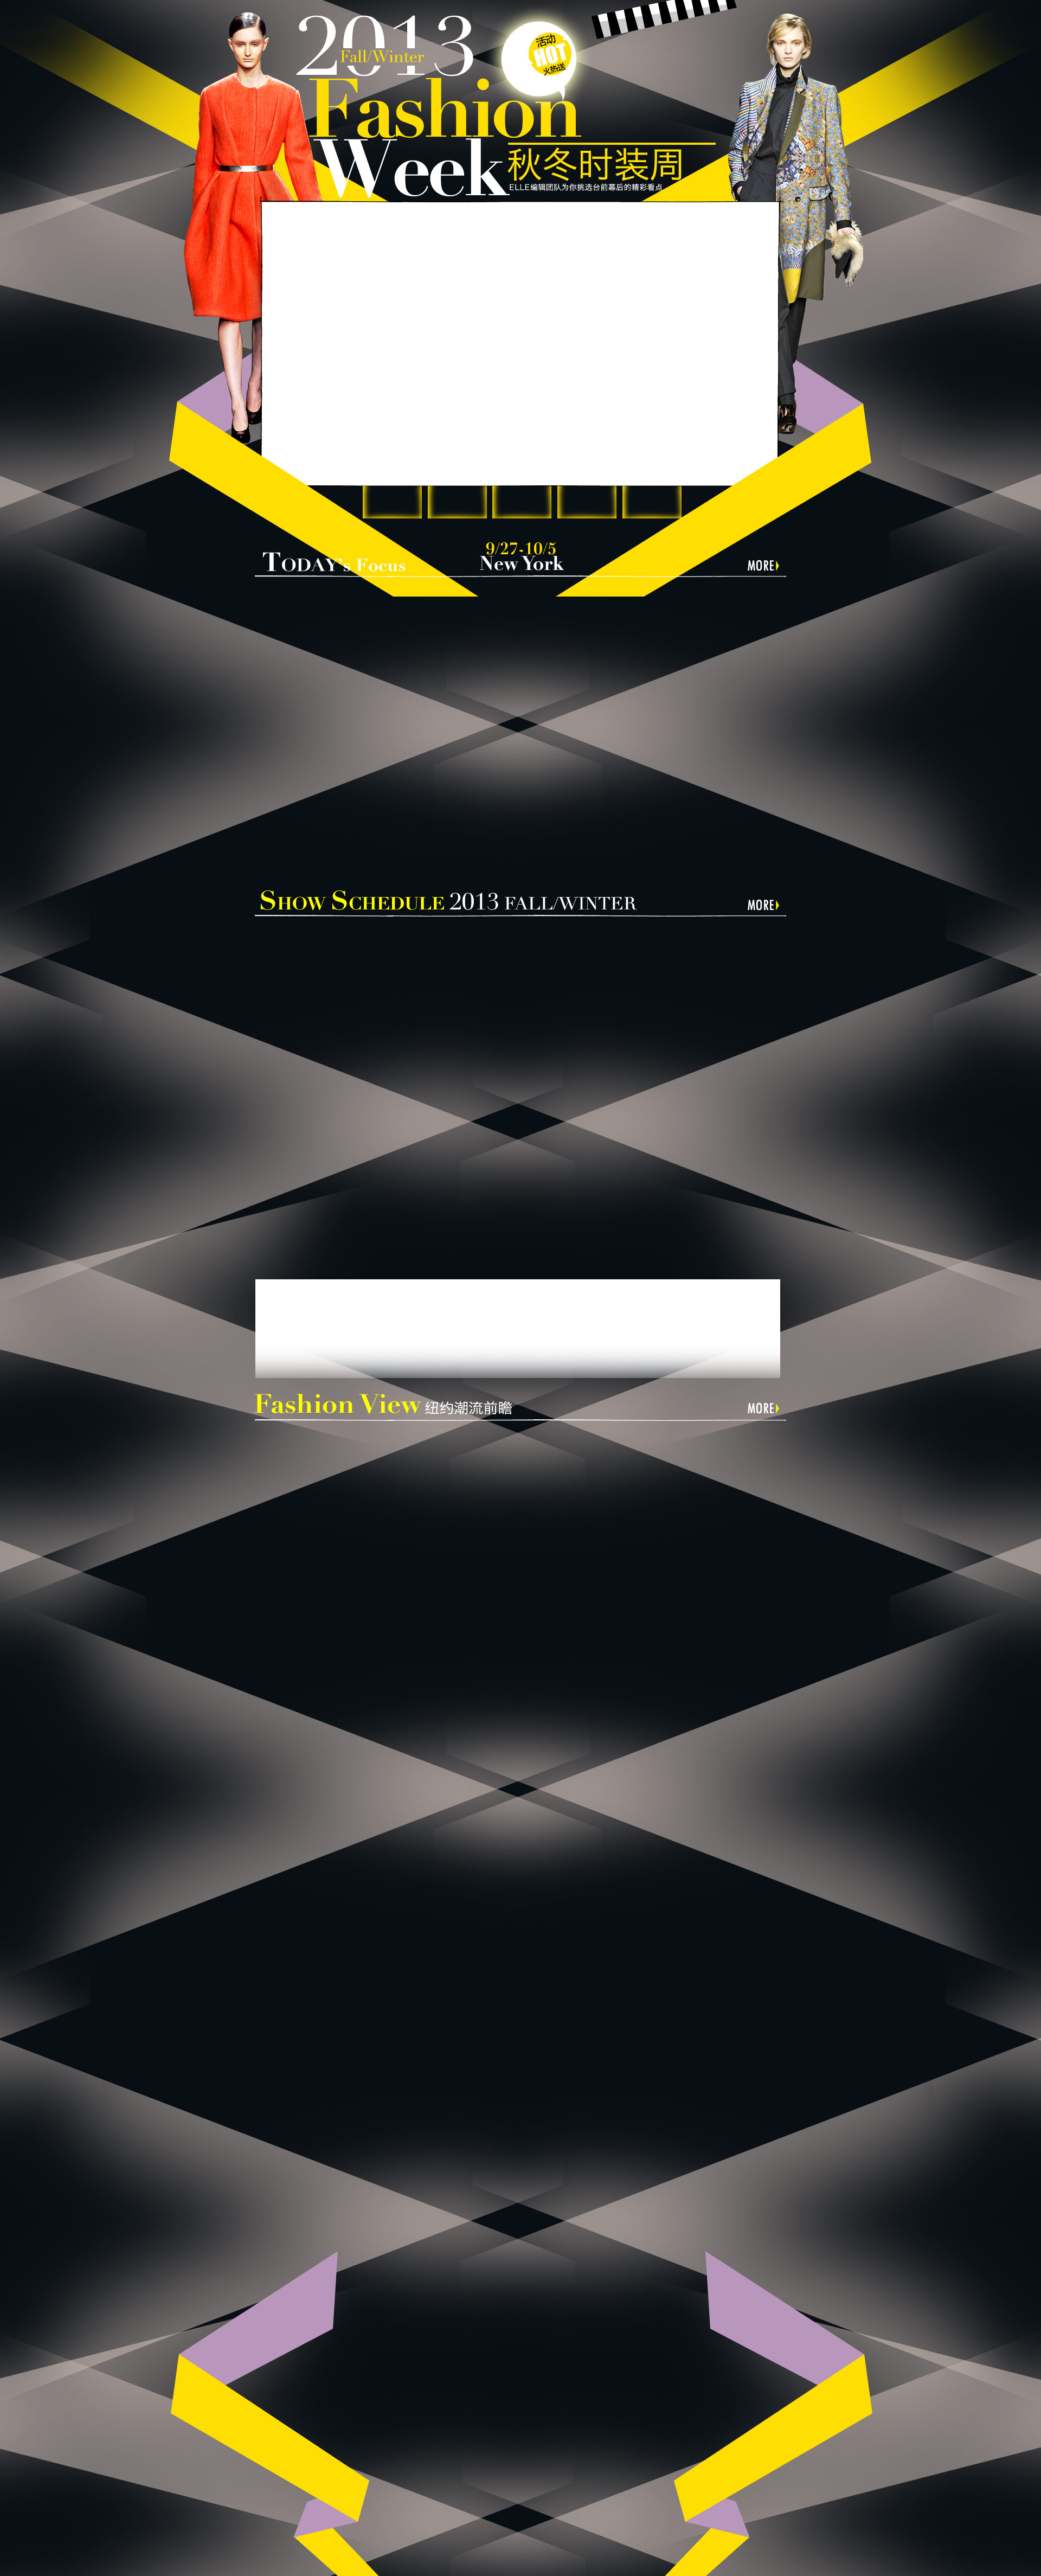 2013
Fall/Winter
活动
HOT
火热送
Fashion
Week
秋冬时装周
ELLE编辑团队为你挑选台前幕后的精彩看点
TODAY's Focus
9/27-10/5
New York
MORE
SHOW SCHEDULE 2013 FALL/WINTER
MORE
Fashion View 纽约潮流前瞻
MORE